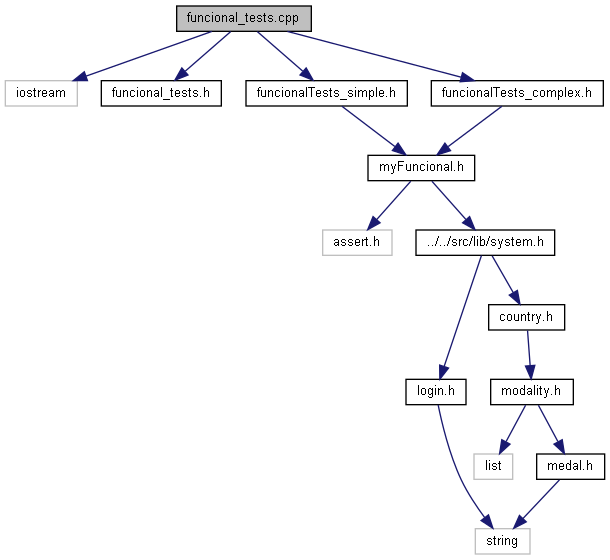 funcional_tests.cpp
iostream
funcional_tests.h
funcionalTests_simple.h
funcionalTests_complex.h
myFuncional.h
assert.h
../../src/lib/system.h
country.h
login.h
modality.h
list
medal.h
string